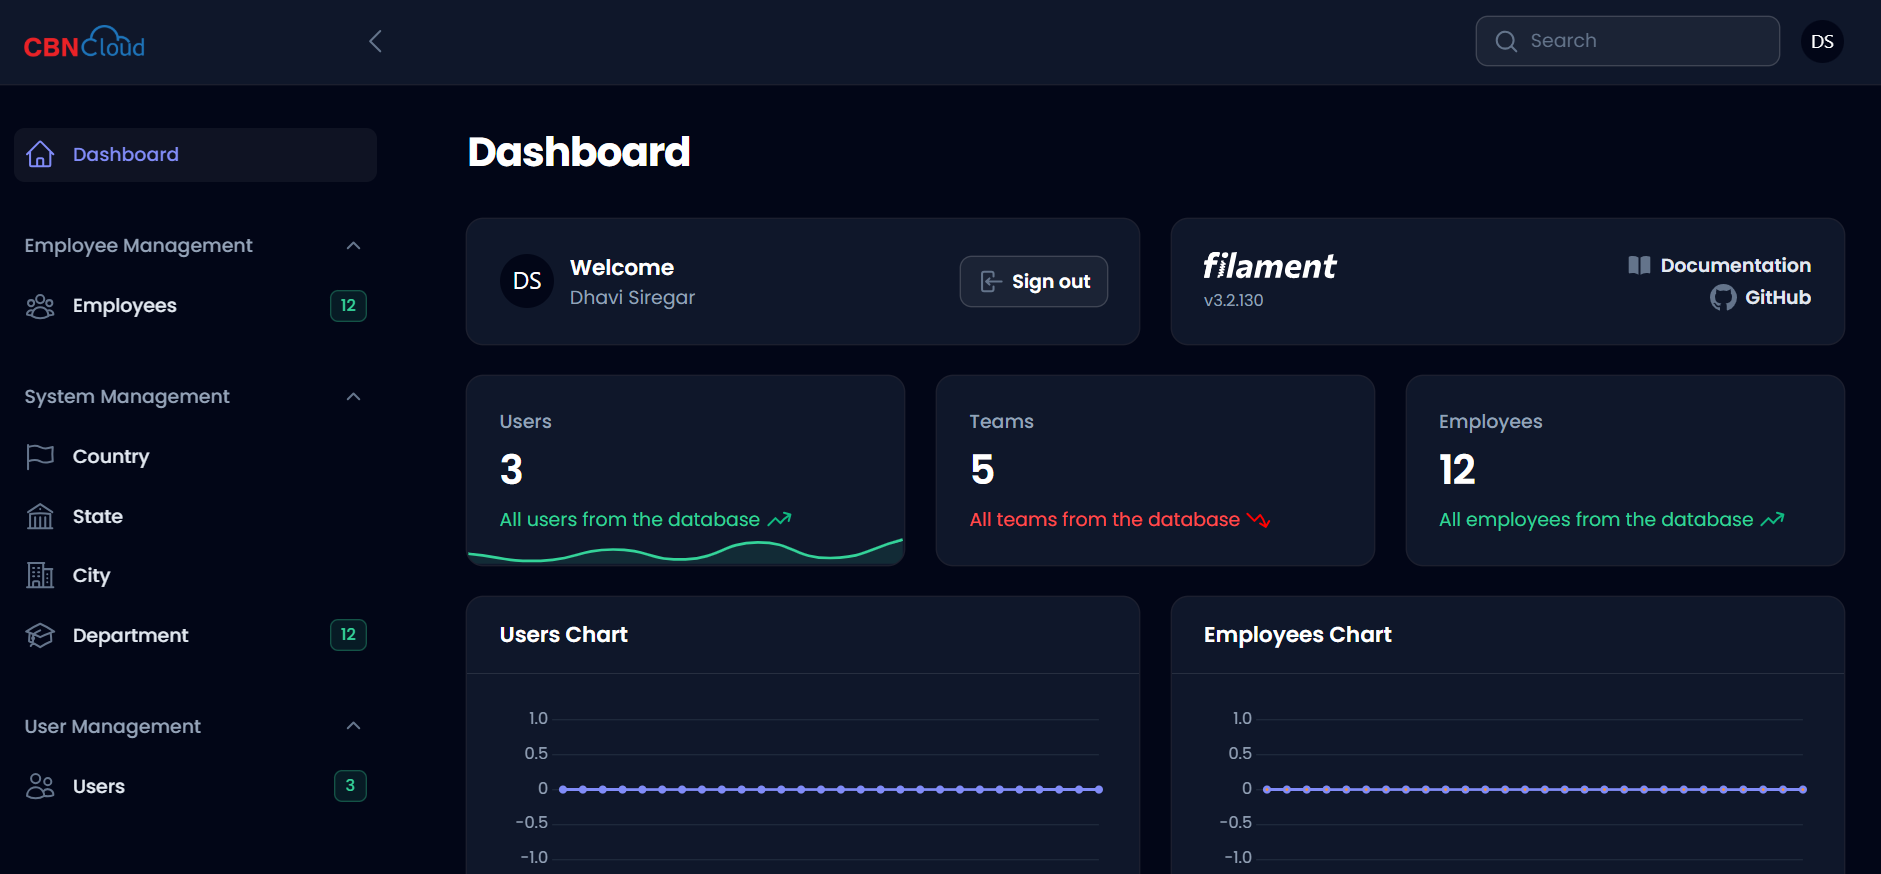 CBNCloud
Search
DS
Dashboard
Employee Management
Employees 12
System Management
Country
State
City
Department 12
User Management
Users 3
Dashboard
DS
Welcome
Dhavi Siregar
Sign out
filament
v3.2.130
Documentation
GitHub
Users
3
All users from the database
Teams
5
All teams from the database
Employees
12
All employees from the database
Users Chart
1.0
0.5
0
-0.5
-1.0
Employees Chart
1.0
0.5
0
-0.5
-1.0